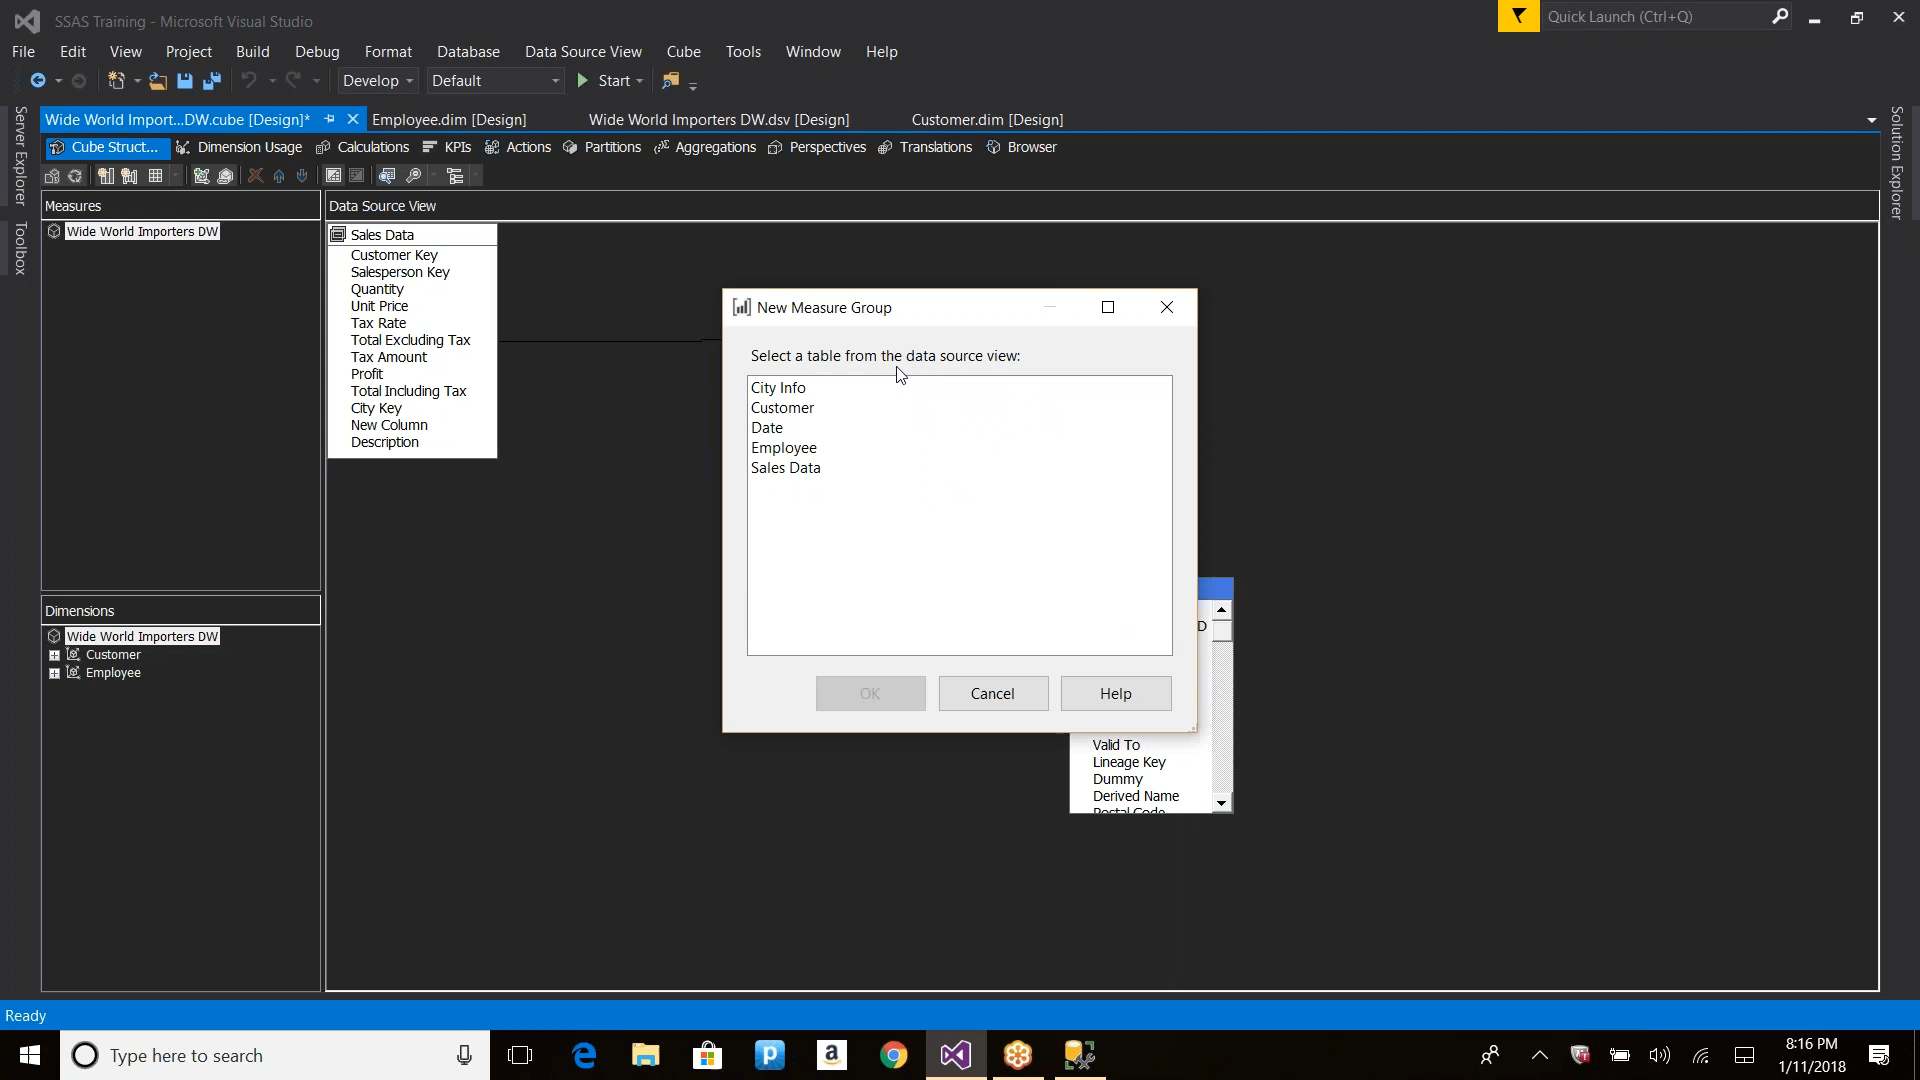 SSAS Training - Microsoft Visual Studio
Quick Launch (Ctrl+Q)
File Edit View Project Build Debug Format Database Data Source View Cube Tools Window Help
Develop Default Start
Server Explorer
Toolbox
Solution Explorer
Wide World Import...DW.cube [Design]* Employee.dim [Design] Wide World Importers DW.dsv [Design] Customer.dim [Design]
Cube Struct... Dimension Usage Calculations KPIs Actions Partitions Aggregations Perspectives Translations Browser
Measures
Wide World Importers DW
Data Source View
Sales Data
Customer Key
Salesperson Key
Quantity
Unit Price
Tax Rate
Total Excluding Tax
Tax Amount
Profit
Total Including Tax
City Key
New Column
Description
New Measure Group
Select a table from the data source view:
City Info
Customer
Date
Employee
Sales Data
OK Cancel Help
D
Valid To
Lineage Key
Dummy
Derived Name
Postal Code
Dimensions
Wide World Importers DW
Customer
Employee
Ready
Type here to search
8:16 PM
1/11/2018